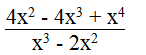 4x² - 4x³ + x⁴
x³ - 2x²